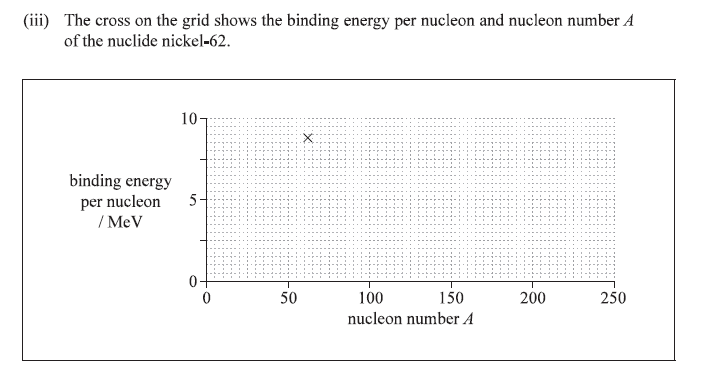 (iii) The cross on the grid shows the binding energy per nucleon and nucleon number A
of the nuclide nickel-62.
10
binding energy
per nucleon
/ MeV
5
0
0 50 100 150 200 250
nucleon number A